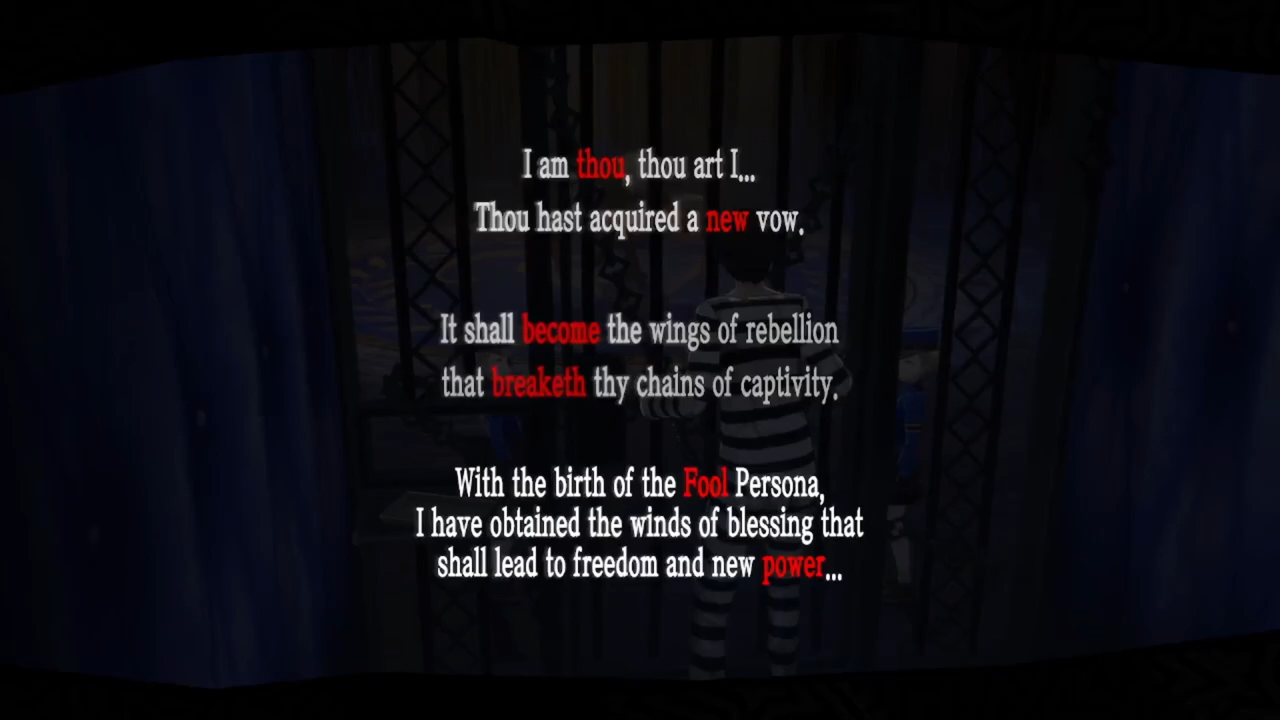 I am thou, thou art I...
Thou hast acquired a new vow.
It shall become the wings of rebellion
that breaketh thy chains of captivity.
With the birth of the Fool Persona,
I have obtained the winds of blessing that
shall lead to freedom and new power...